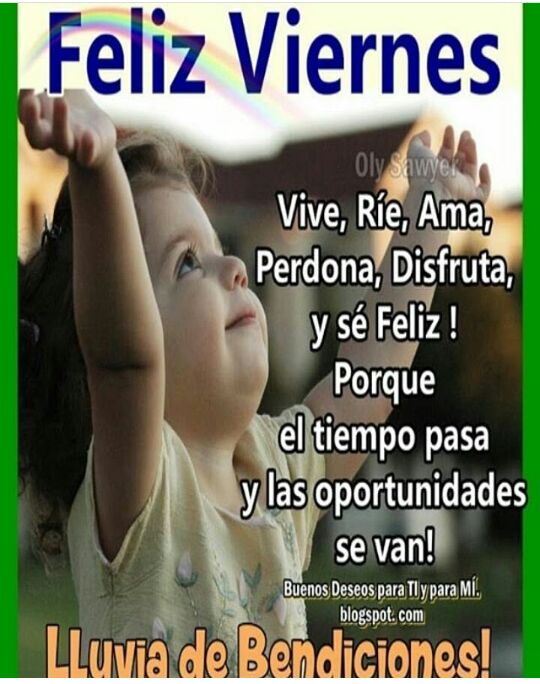 Feliz Viernes
Oly Sawyer
Vive, Ríe, Ama,
Perdona, Disfruta,
y sé Feliz !
Porque
el tiempo pasa
y las oportunidades
se van!
Buenos Deseos para TI y para MÍ.
blogspot. com
LLuvia de Bendiciones!